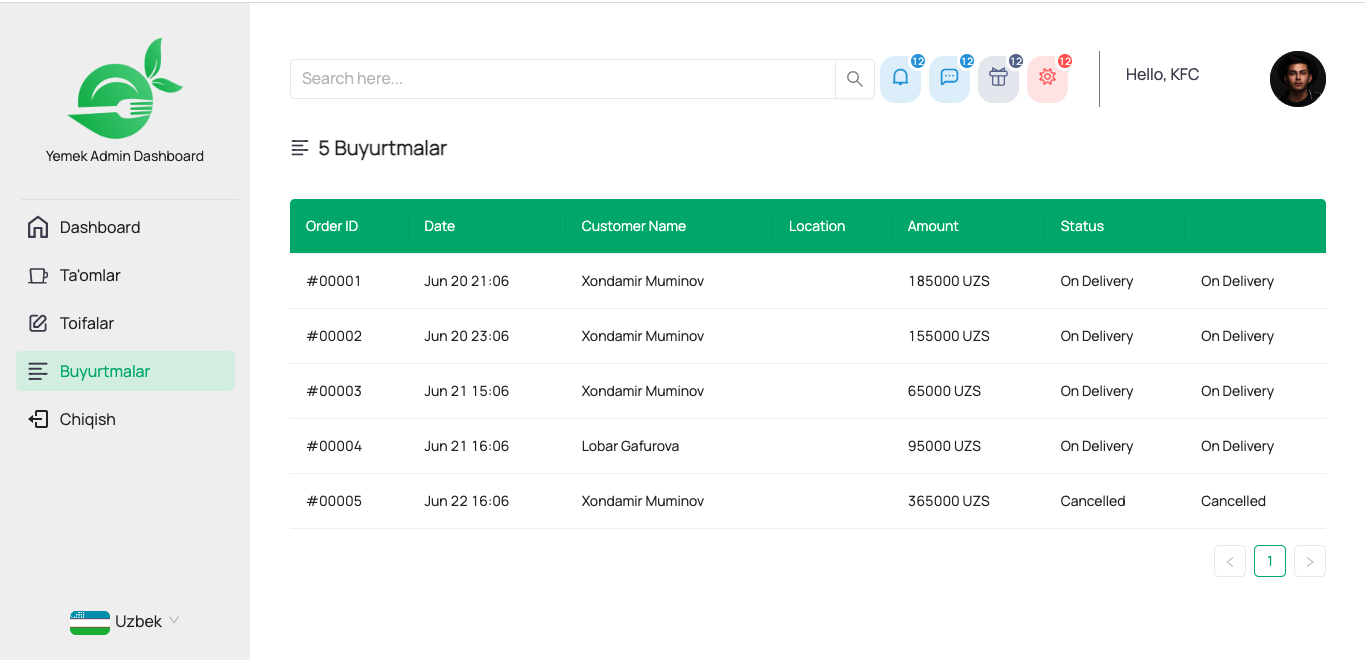 Yemek Admin Dashboard
Dashboard
Ta'omlar
Toifalar
Buyurtmalar
Chiqish
Uzbek
Search here...
12 12 12 12
Hello, KFC
5 Buyurtmalar
Order ID Date Customer Name Location Amount Status
#00001 Jun 20 21:06 Xondamir Muminov 185000 UZS On Delivery On Delivery
#00002 Jun 20 23:06 Xondamir Muminov 155000 UZS On Delivery On Delivery
#00003 Jun 21 15:06 Xondamir Muminov 65000 UZS On Delivery On Delivery
#00004 Jun 21 16:06 Lobar Gafurova 95000 UZS On Delivery On Delivery
#00005 Jun 22 16:06 Xondamir Muminov 365000 UZS Cancelled Cancelled
< 1 >